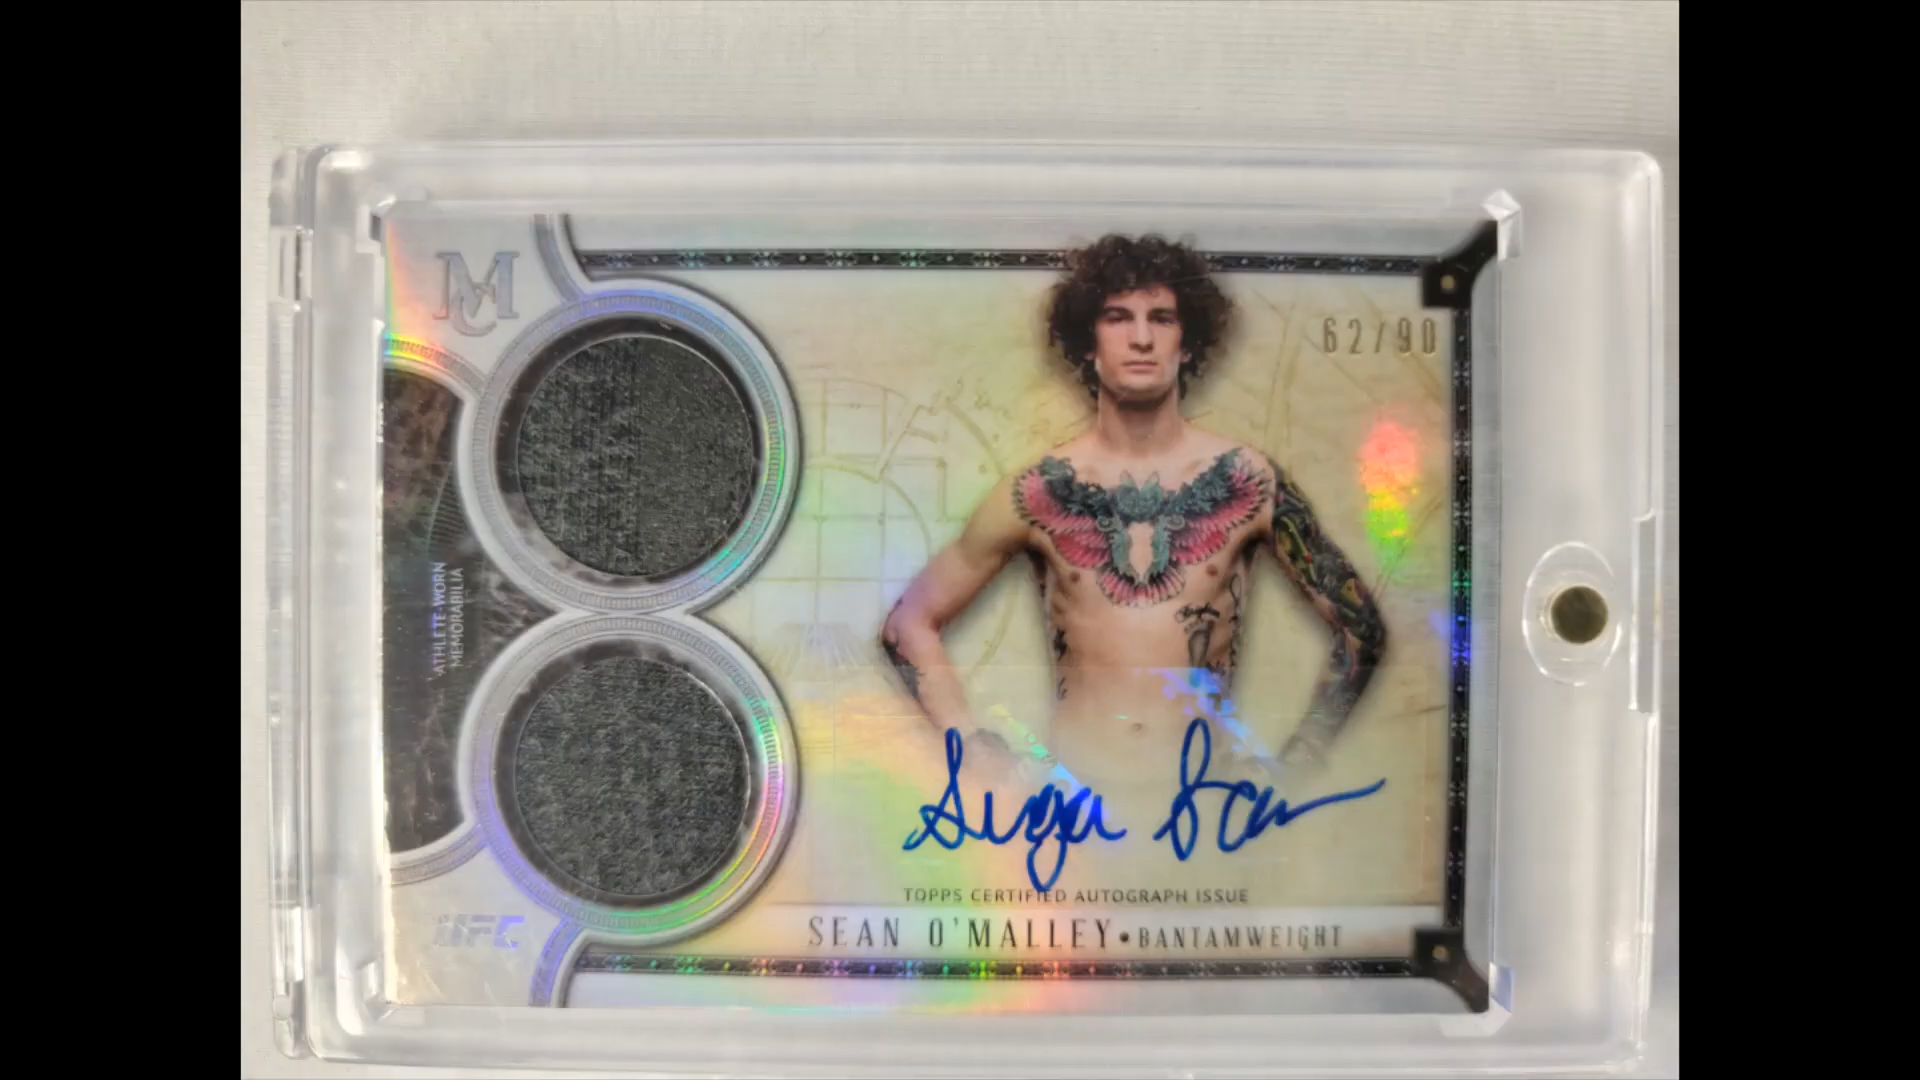 MC
62/90
ATHLETE-WORN
MEMORABILIA
Suga Sean
TOPPS CERTIFIED AUTOGRAPH ISSUE
UFC
SEAN O'MALLEY•BANTAMWEIGHT